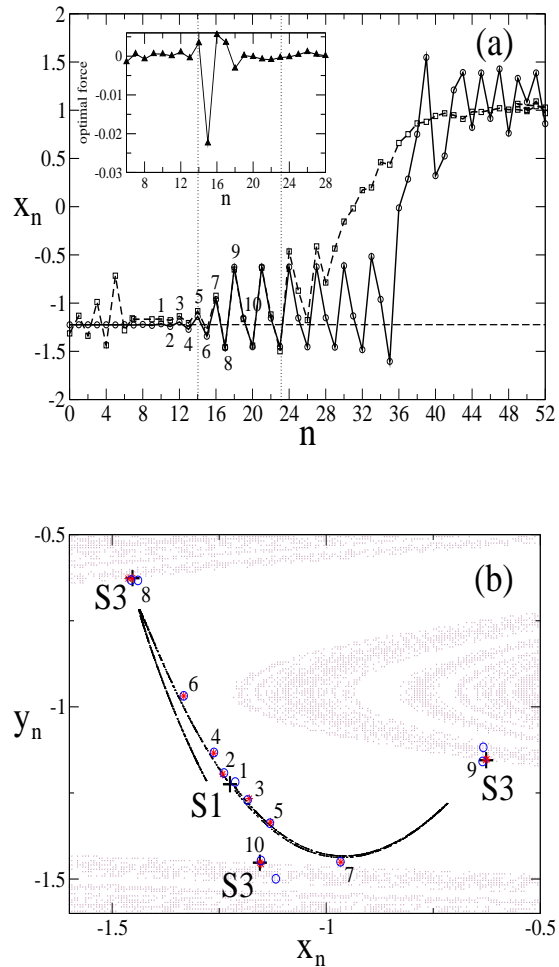 2
1.5
1
0.5
0
-0.5
-1
-1.5
-2
x_n
(a)
optimal force
0
-0.01
-0.02
-0.03
8 12 16 20 24 28
n
1 3 5 7 9
2 4 6 8 10
0 4 8 12 16 20 24 28 32 36 40 44 48 52
n
-0.5
-1
-1.5
y_n
(b)
S3
8
6
4
2
1
S1
3
5
9
S3
10
S3
7
-1.5 -1 -0.5
x_n